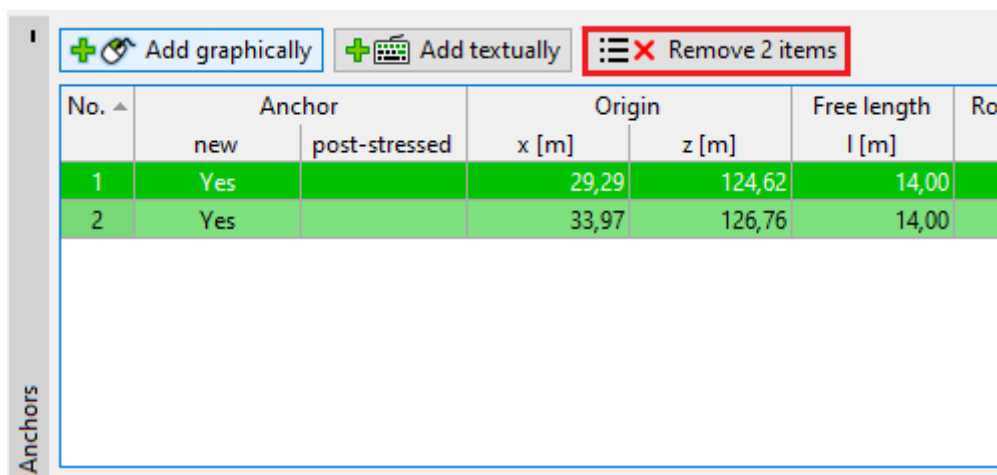 Add graphically Add textually Remove 2 items
No. Anchor Origin Free length Ro
new post-stressed x [m] z [m] l [m]
1 Yes 29,29 124,62 14,00
2 Yes 33,97 126,76 14,00
Anchors